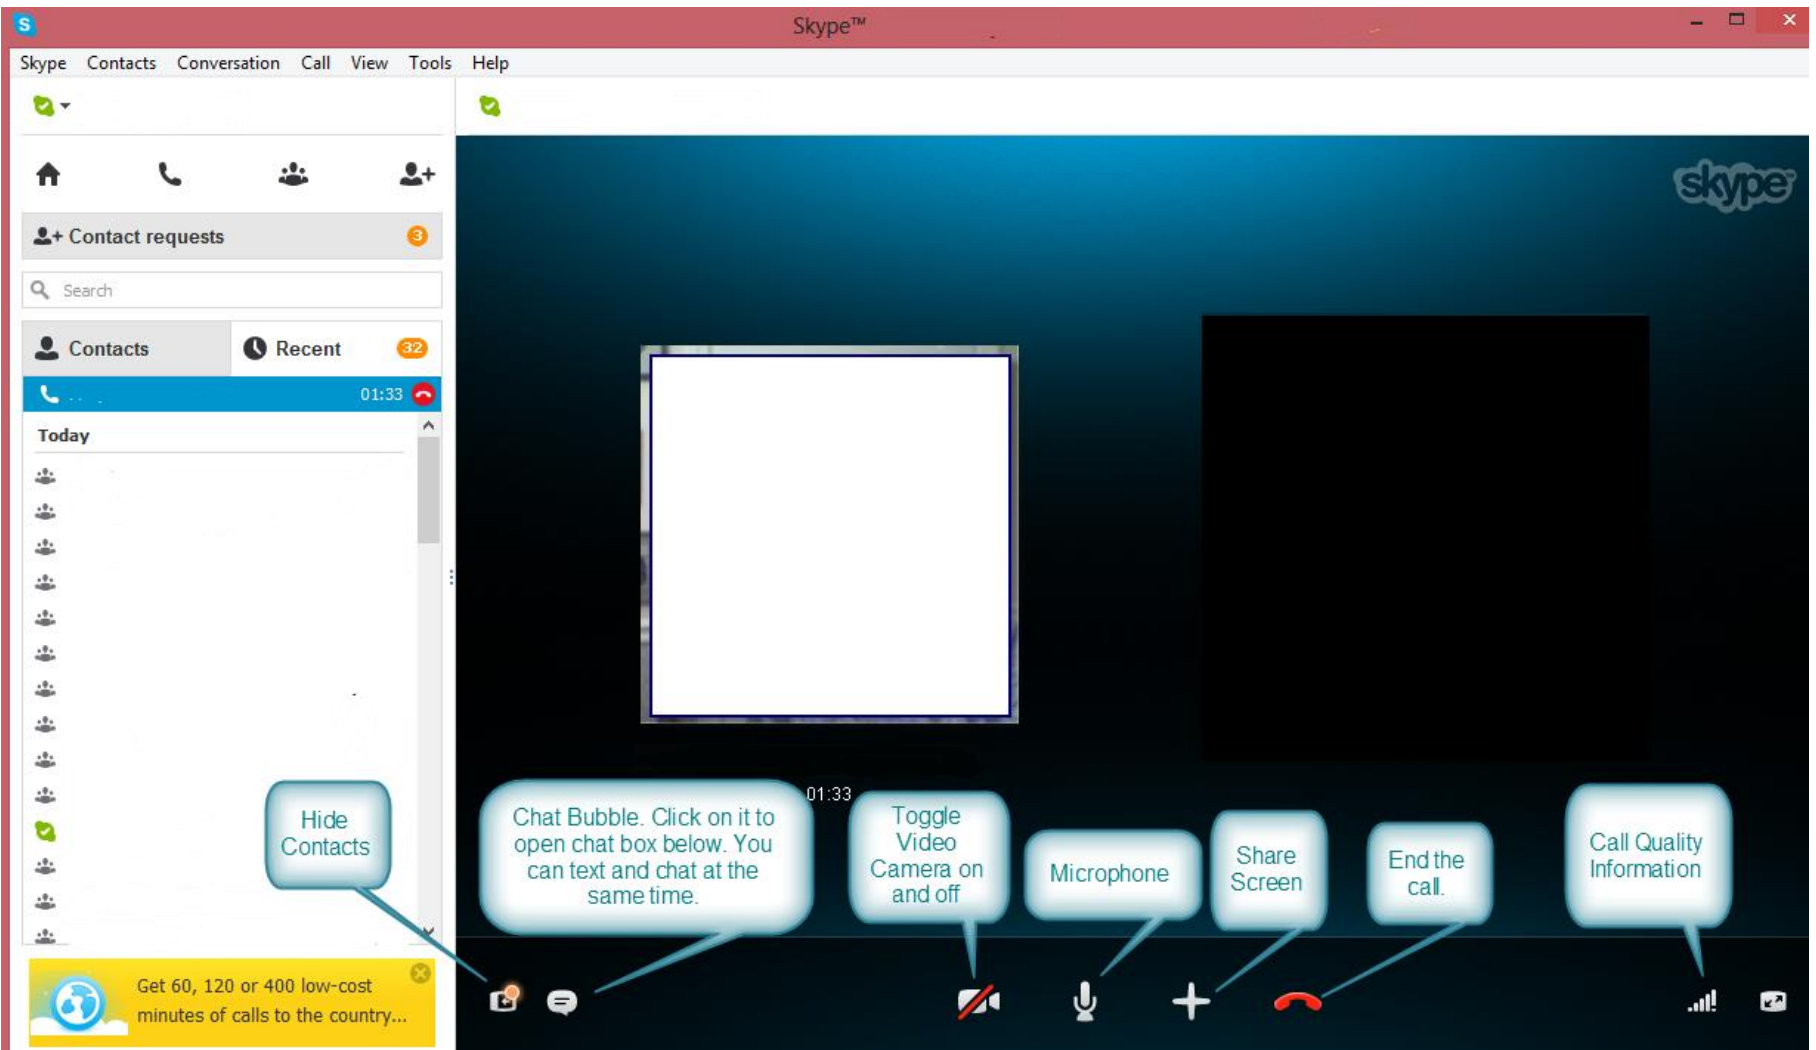 Skype™
Skype Contacts Conversation Call View Tools Help
skype
Contact requests 3
Search
Contacts
Recent 32
01:33
Today
Get 60, 120 or 400 low-cost
minutes of calls to the country...
01:33
Hide
Contacts
Chat Bubble. Click on it to
open chat box below. You
can text and chat at the
same time.
Toggle
Video
Camera on
and off
Microphone
Share
Screen
End the
call.
Call Quality
Information